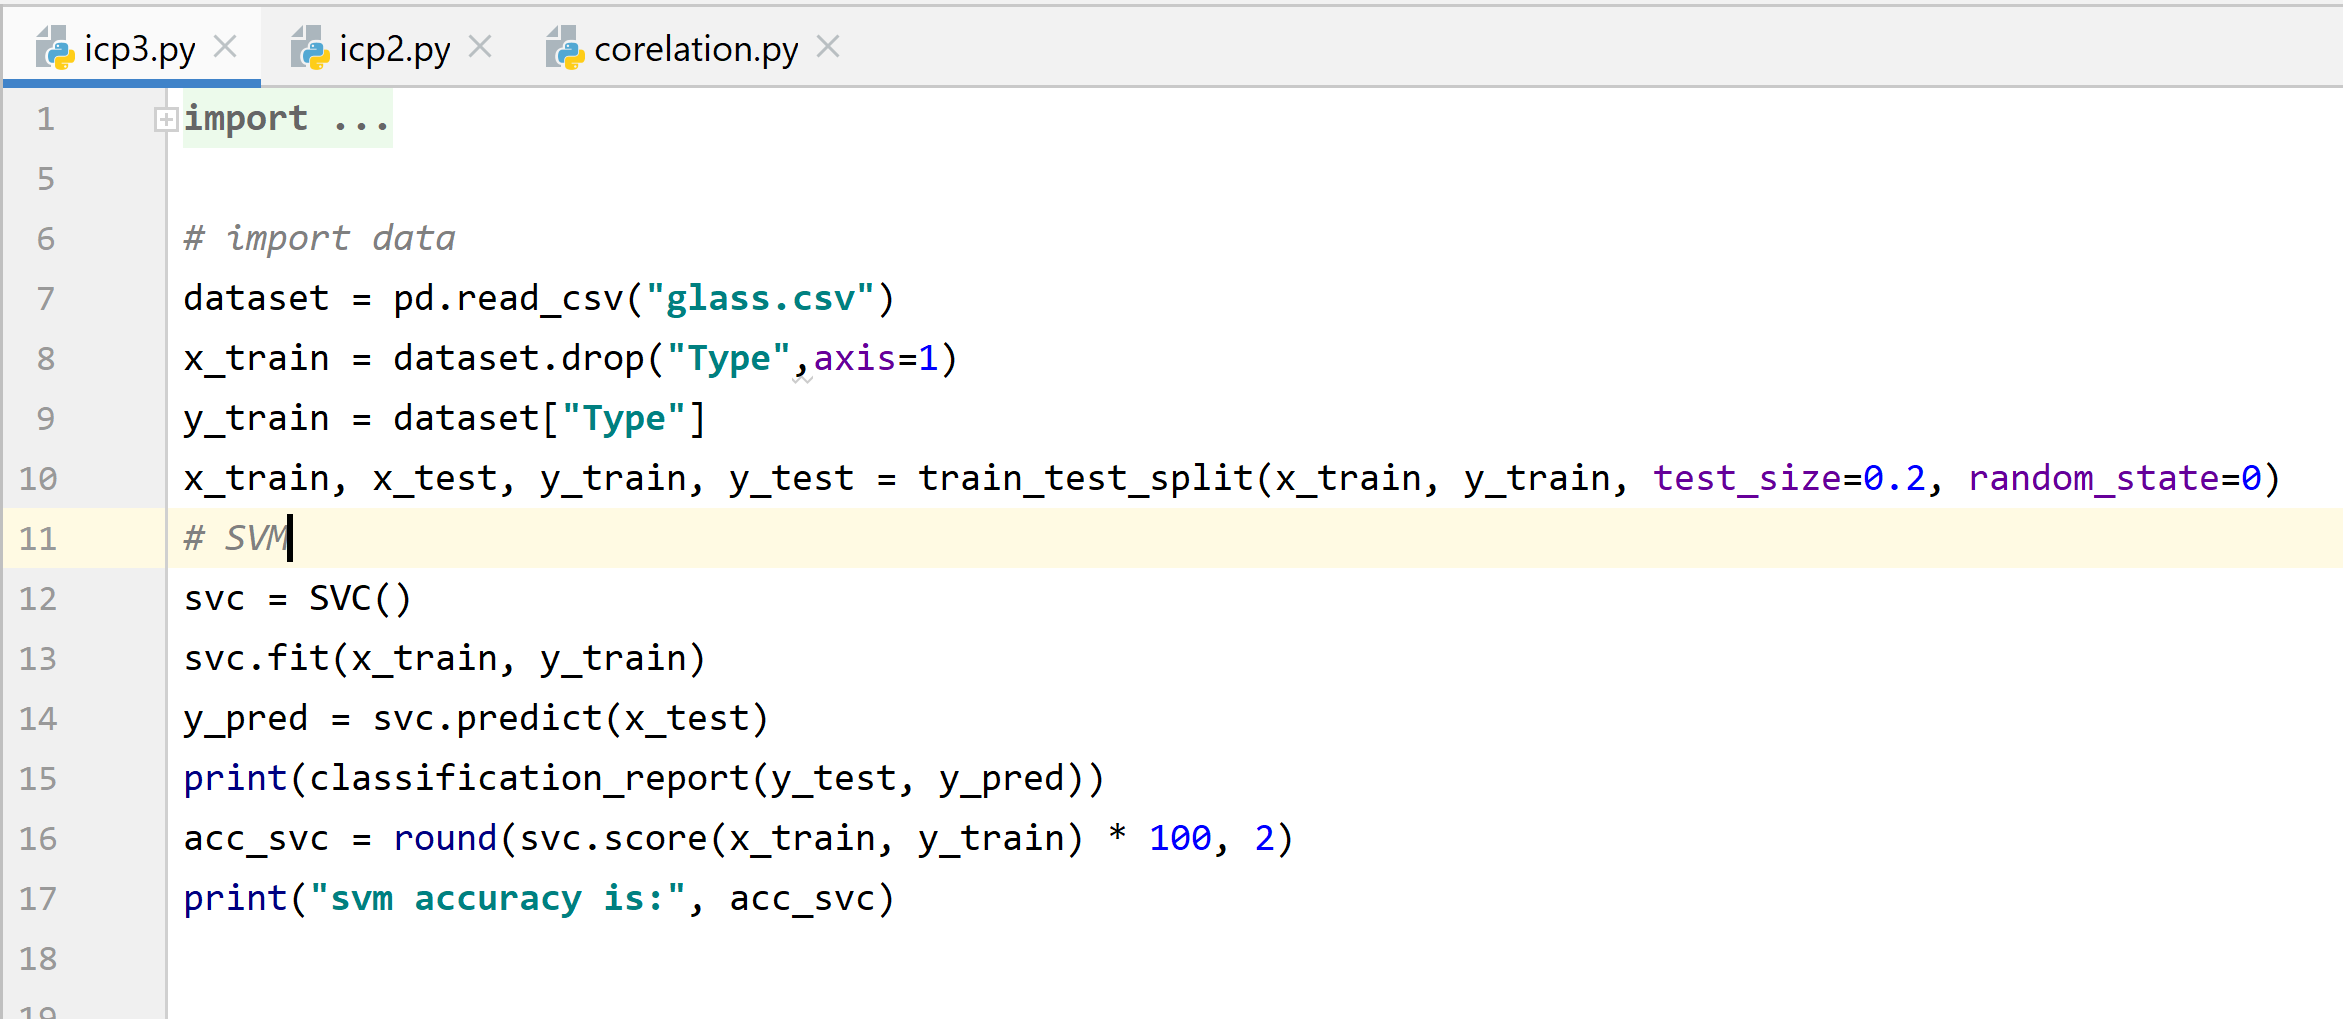 icp3.py icp2.py corelation.py
1 import ...
5
6 # import data
7 dataset = pd.read_csv("glass.csv")
8 x_train = dataset.drop("Type",axis=1)
9 y_train = dataset["Type"]
10 x_train, x_test, y_train, y_test = train_test_split(x_train, y_train, test_size=0.2, random_state=0)
11 # SVM
12 svc = SVC()
13 svc.fit(x_train, y_train)
14 y_pred = svc.predict(x_test)
15 print(classification_report(y_test, y_pred))
16 acc_svc = round(svc.score(x_train, y_train) * 100, 2)
17 print("svm accuracy is:", acc_svc)
18
19